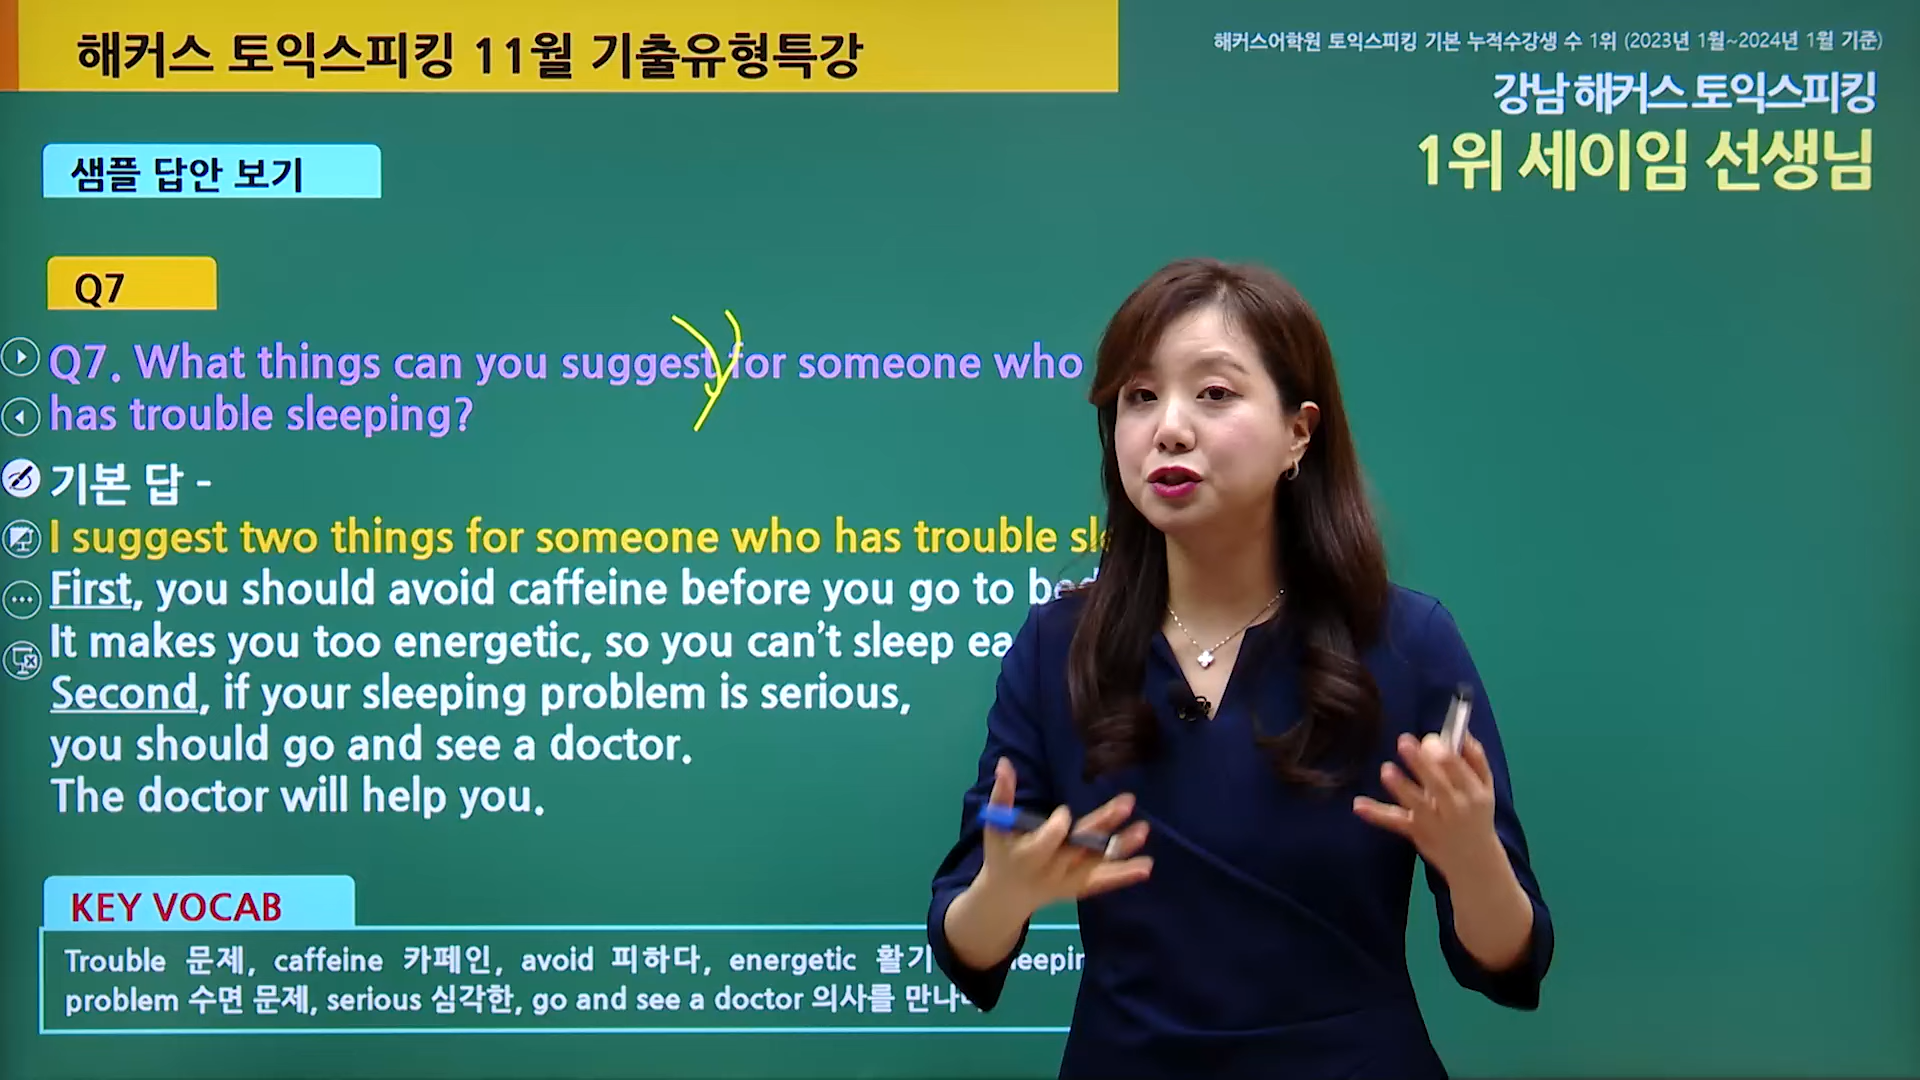 해커스 토익스피킹 11월 기출유형특강
해커스어학원 토익스피킹 기본 누적수강생 수 1위 (2023년 1월~2024년 1월 기준)
강남 해커스 토익스피킹
1위 세이임 선생님
샘플 답안 보기
Q7
Q7. What things can you suggest for someone who
has trouble sleeping?
기본 답 -
I suggest two things for someone who has trouble
First, you should avoid caffeine before you go to bed
It makes you too energetic, so you can't sleep
Second, if your sleeping problem is serious,
you should go and see a doctor.
The doctor will help you.
KEY VOCAB
Trouble 문제, caffeine 카페인, avoid 피하다, energetic 활기
problem 수면 문제, serious 심각한, go and see a doctor 의사를